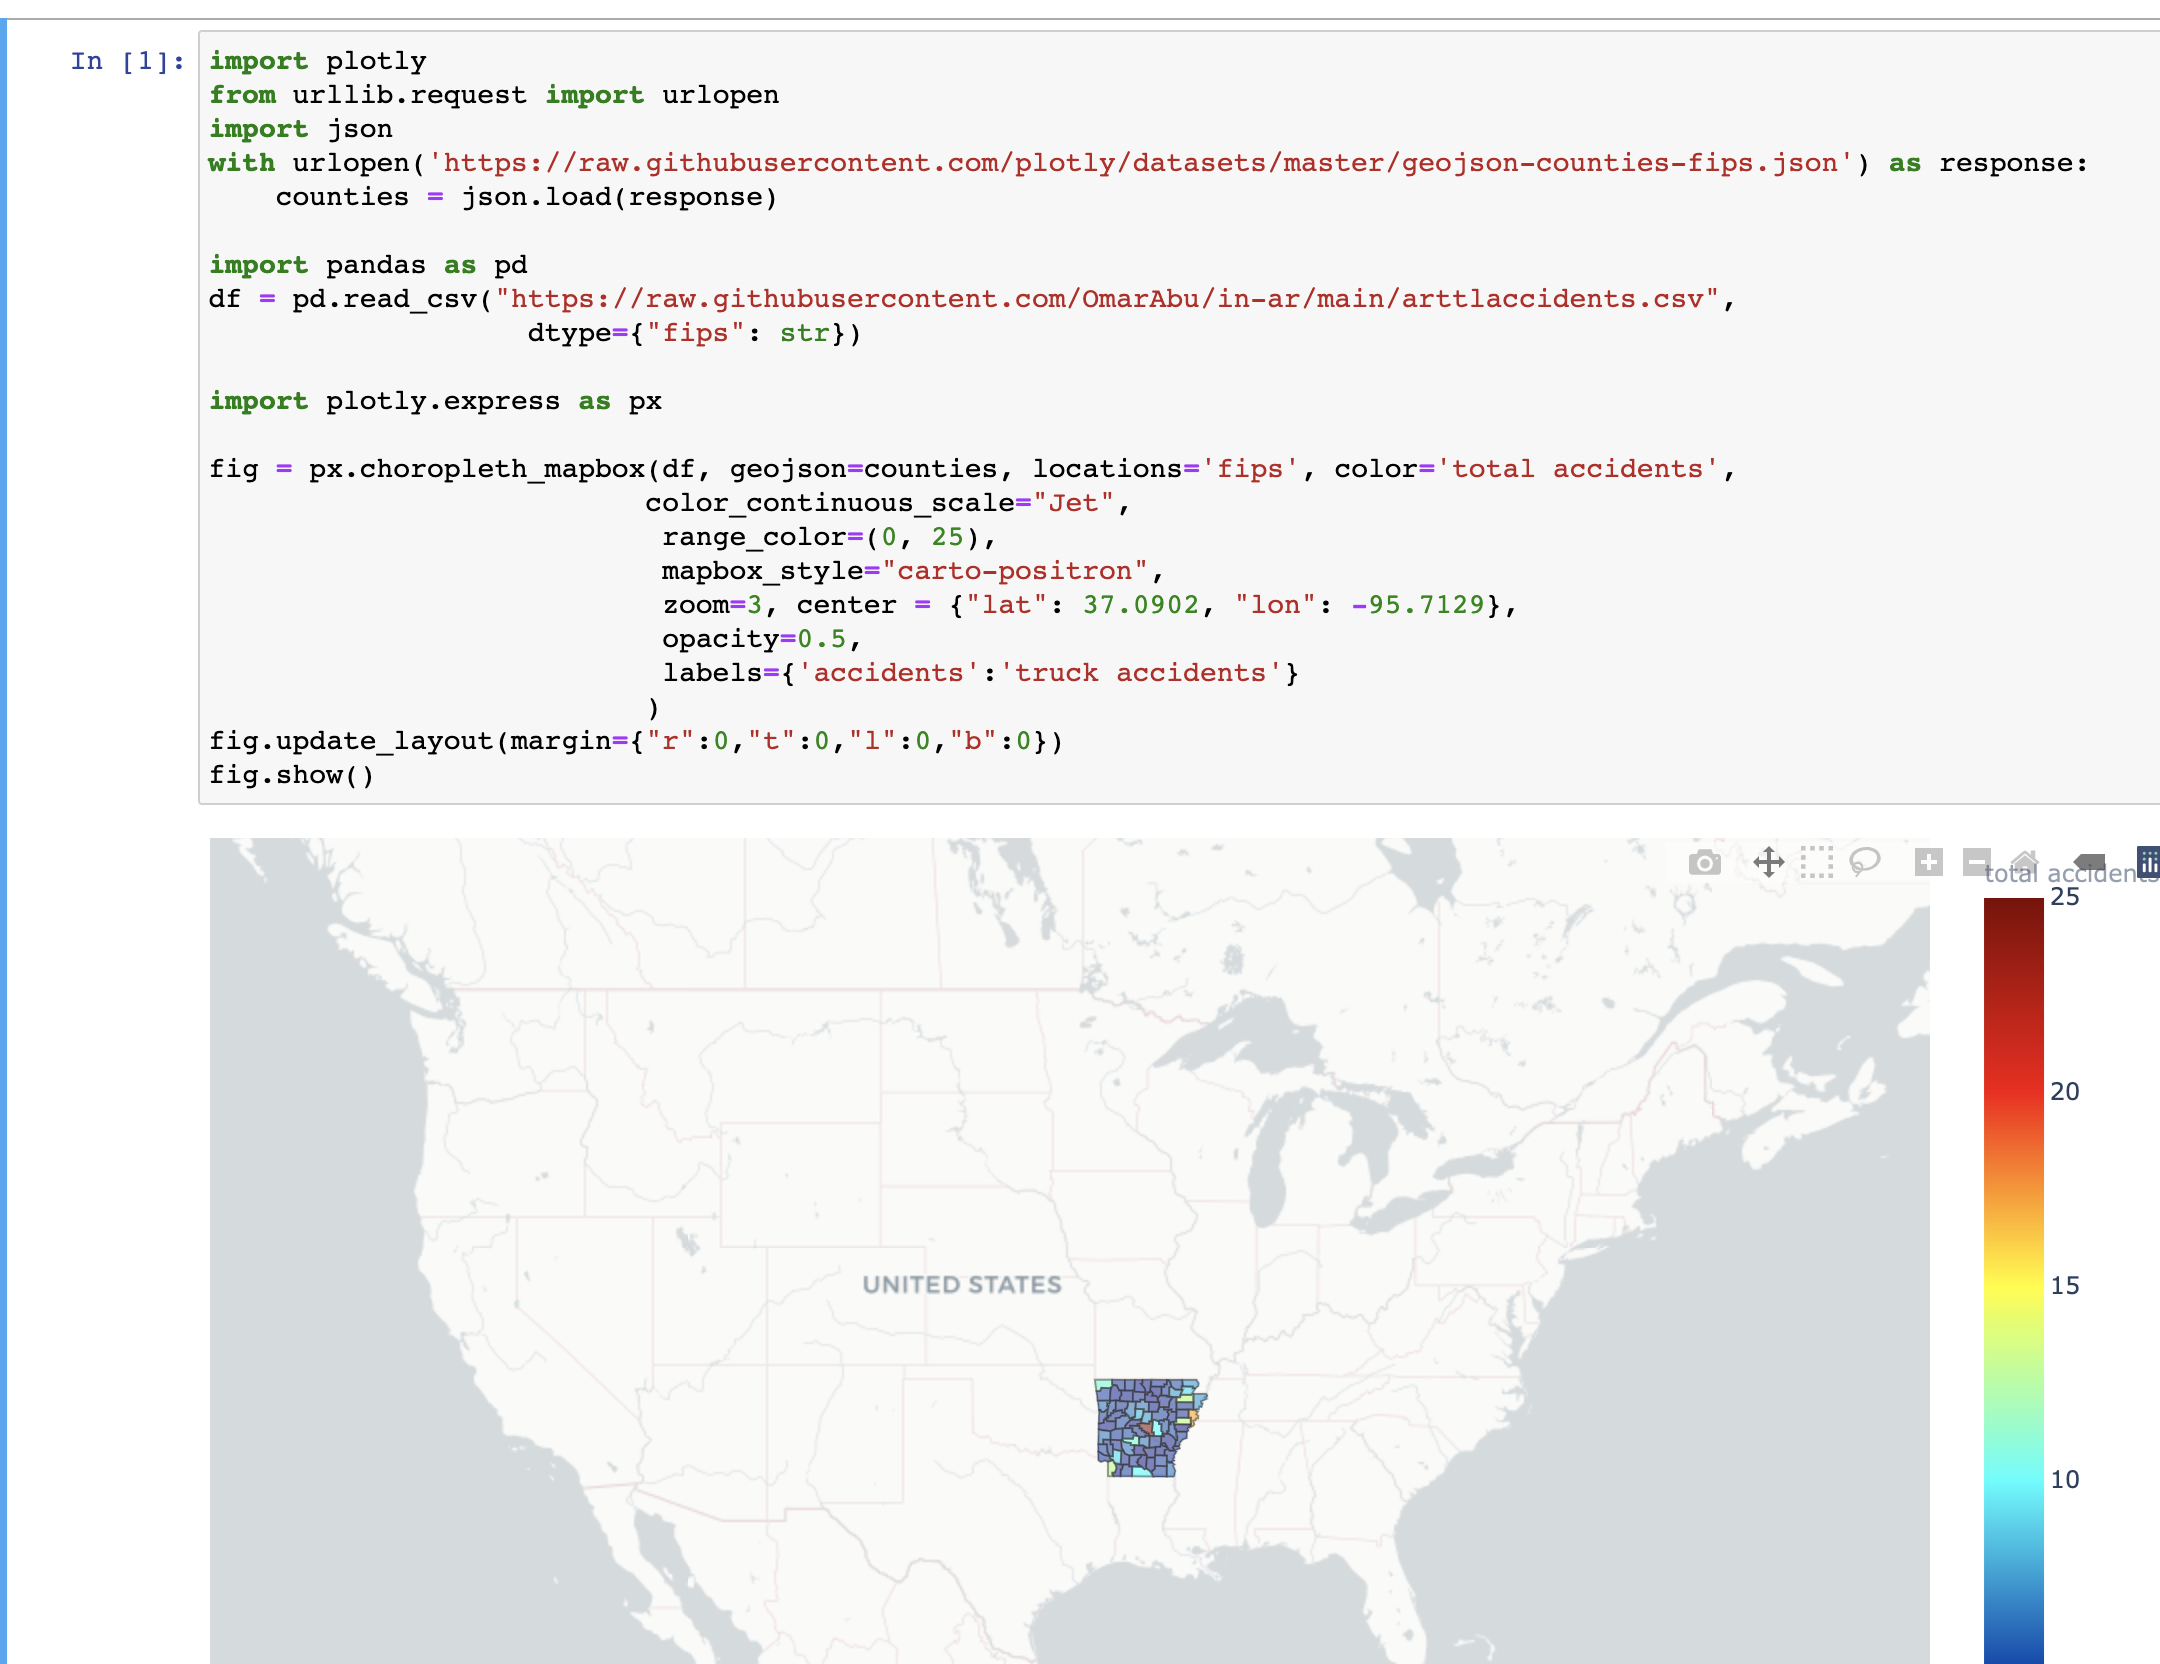 In [1]:
import plotly
from urllib.request import urlopen
import json
with urlopen('https://raw.githubusercontent.com/plotly/datasets/master/geojson-counties-fips.json') as response:
    counties = json.load(response)

import pandas as pd
df = pd.read_csv("https://raw.githubusercontent.com/OmarAbu/in-ar/main/arttlaccidents.csv",
                   dtype={"fips": str})

import plotly.express as px

fig = px.choropleth_mapbox(df, geojson=counties, locations='fips', color='total accidents',
                          color_continuous_scale="Jet",
                           range_color=(0, 25),
                           mapbox_style="carto-positron",
                           zoom=3, center = {"lat": 37.0902, "lon": -95.7129},
                           opacity=0.5,
                           labels={'accidents':'truck accidents'}
                          )
fig.update_layout(margin={"r":0,"t":0,"l":0,"b":0})
fig.show()
total accidents
25
20
15
10
UNITED STATES